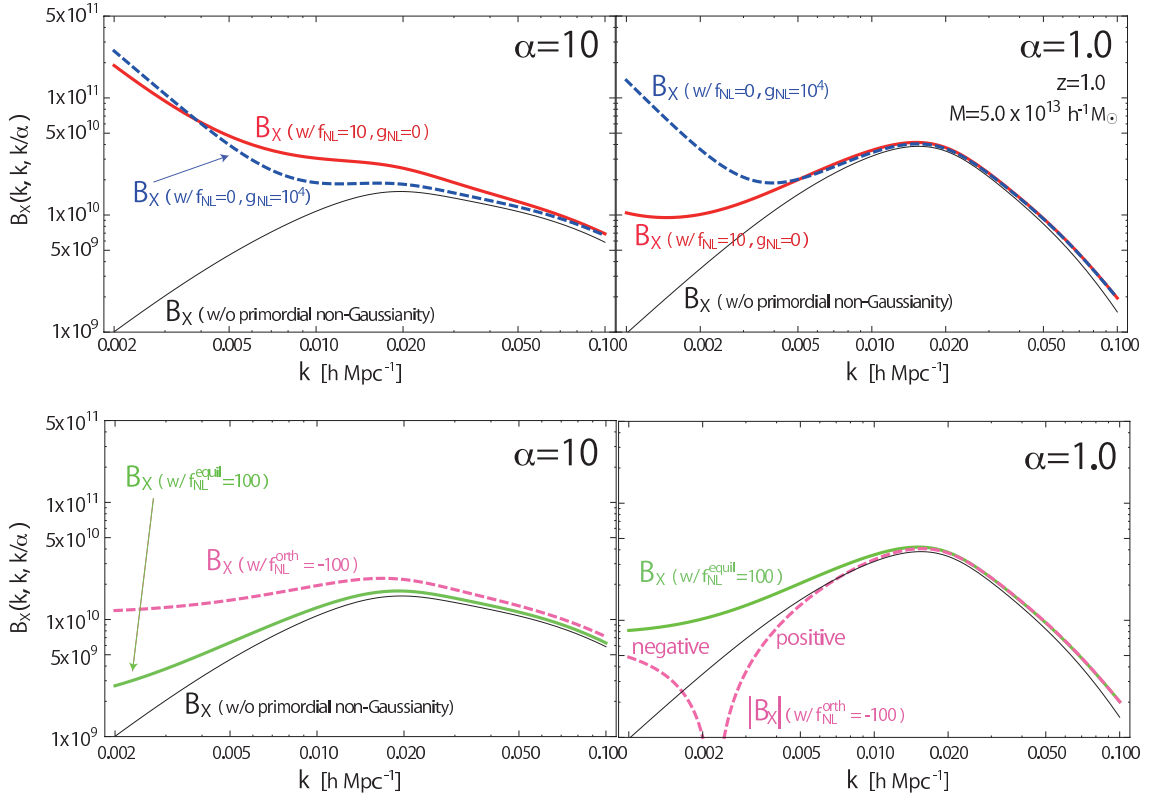 α=10
5x10¹¹
1x10¹¹
5x10¹⁰
1x10¹⁰
5x10⁹
1x10⁹
B_X(k, k, k/α)
B_X (w/ f_NL=10, g_NL=0)
B_X (w/ f_NL=0, g_NL=10⁴)
B_X (w/o primordial non-Gaussianity)
0.002 0.005 0.010 0.020 0.050 0.100
k [h Mpc⁻¹]
α=1.0
z=1.0
M=5.0 x 10¹³ h⁻¹M☉
B_X (w/ f_NL=0, g_NL=10⁴)
B_X (w/ f_NL=10, g_NL=0)
B_X (w/o primordial non-Gaussianity)
0.002 0.005 0.010 0.020 0.050 0.100
k [h Mpc⁻¹]
α=10
5x10¹¹
1x10¹¹
5x10¹⁰
1x10¹⁰
5x10⁹
1x10⁹
B_X(k, k, k/α)
B_X (w/ f_NL^equil=100)
B_X (w/ f_NL^orth = -100)
B_X (w/o primordial non-Gaussianity)
0.002 0.005 0.010 0.020 0.050 0.100
k [h Mpc⁻¹]
α=1.0
B_X (w/ f_NL^equil=100)
negative
positive
|B_X| (w/ f_NL^orth = -100)
0.002 0.005 0.010 0.020 0.050 0.100
k [h Mpc⁻¹]